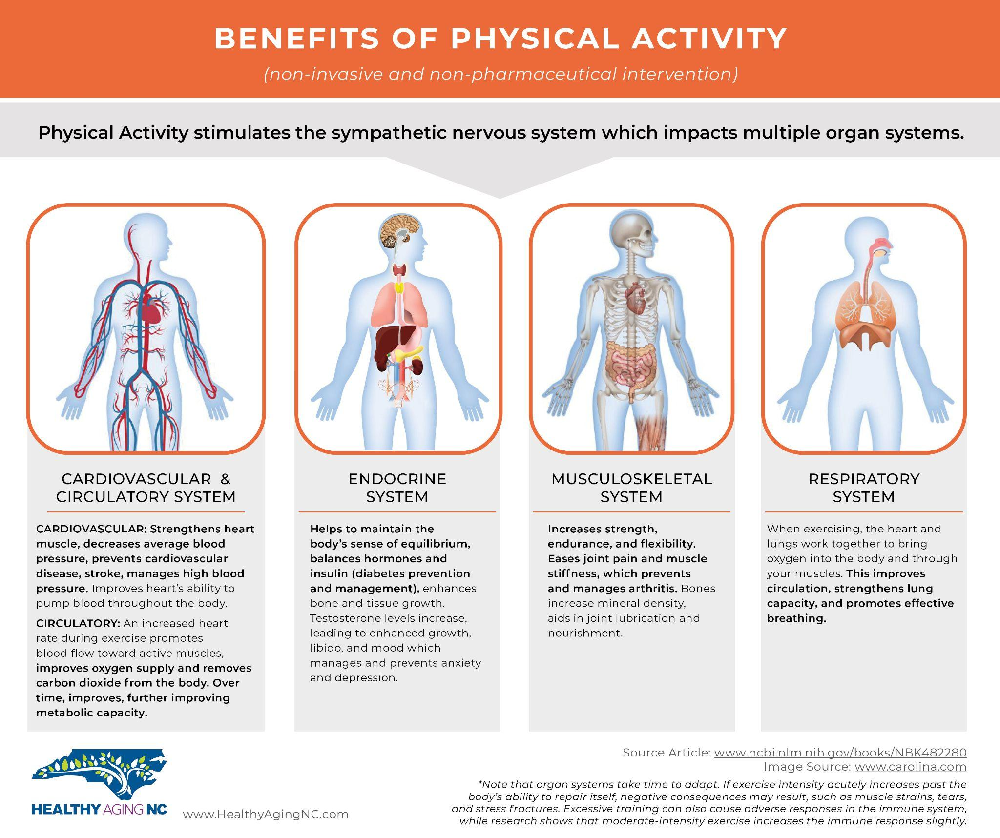 BENEFITS OF PHYSICAL ACTIVITY
(non-invasive and non-pharmaceutical intervention)
Physical Activity stimulates the sympathetic nervous system which impacts multiple organ systems.
CARDIOVASCULAR &
CIRCULATORY SYSTEM
CARDIOVASCULAR: Strengthens heart
muscle, decreases average blood
pressure, prevents cardiovascular
disease, stroke, manages high blood
pressure. Improves heart's ability to
pump blood throughout the body.
CIRCULATORY: An increased heart
rate during exercise promotes
blood flow toward active muscles,
improves oxygen supply and removes
carbon dioxide from the body. Over
time, improves, further improving
metabolic capacity.
ENDOCRINE
SYSTEM
Helps to maintain the
body's sense of equilibrium,
balances hormones and
insulin (diabetes prevention
and management), enhances
bone and tissue growth.
Testosterone levels increase,
leading to enhanced growth,
libido, and mood which
manages and prevents anxiety
and depression.
MUSCULOSKELETAL
SYSTEM
Increases strength,
endurance, and flexibility.
Eases joint pain and muscle
stiffness, which prevents
and manages arthritis. Bones
increase mineral density,
aids in joint lubrication and
nourishment.
RESPIRATORY
SYSTEM
When exercising, the heart and
lungs work together to bring
oxygen into the body and through
your muscles. This improves
circulation, strengthens lung
capacity, and promotes effective
breathing.
HEALTHY AGING NC
www.HealthyAgingNC.com
Source Article: www.ncbi.nlm.nih.gov/books/NBK482280
Image Source: www.carolina.com
*Note that organ systems take time to adapt. If exercise intensity acutely increases past the
body's ability to repair itself, negative consequences may result, such as muscle strains, tears,
and stress fractures. Excessive training can also cause adverse responses in the immune system,
while research shows that moderate-intensity exercise increases the immune response slightly.